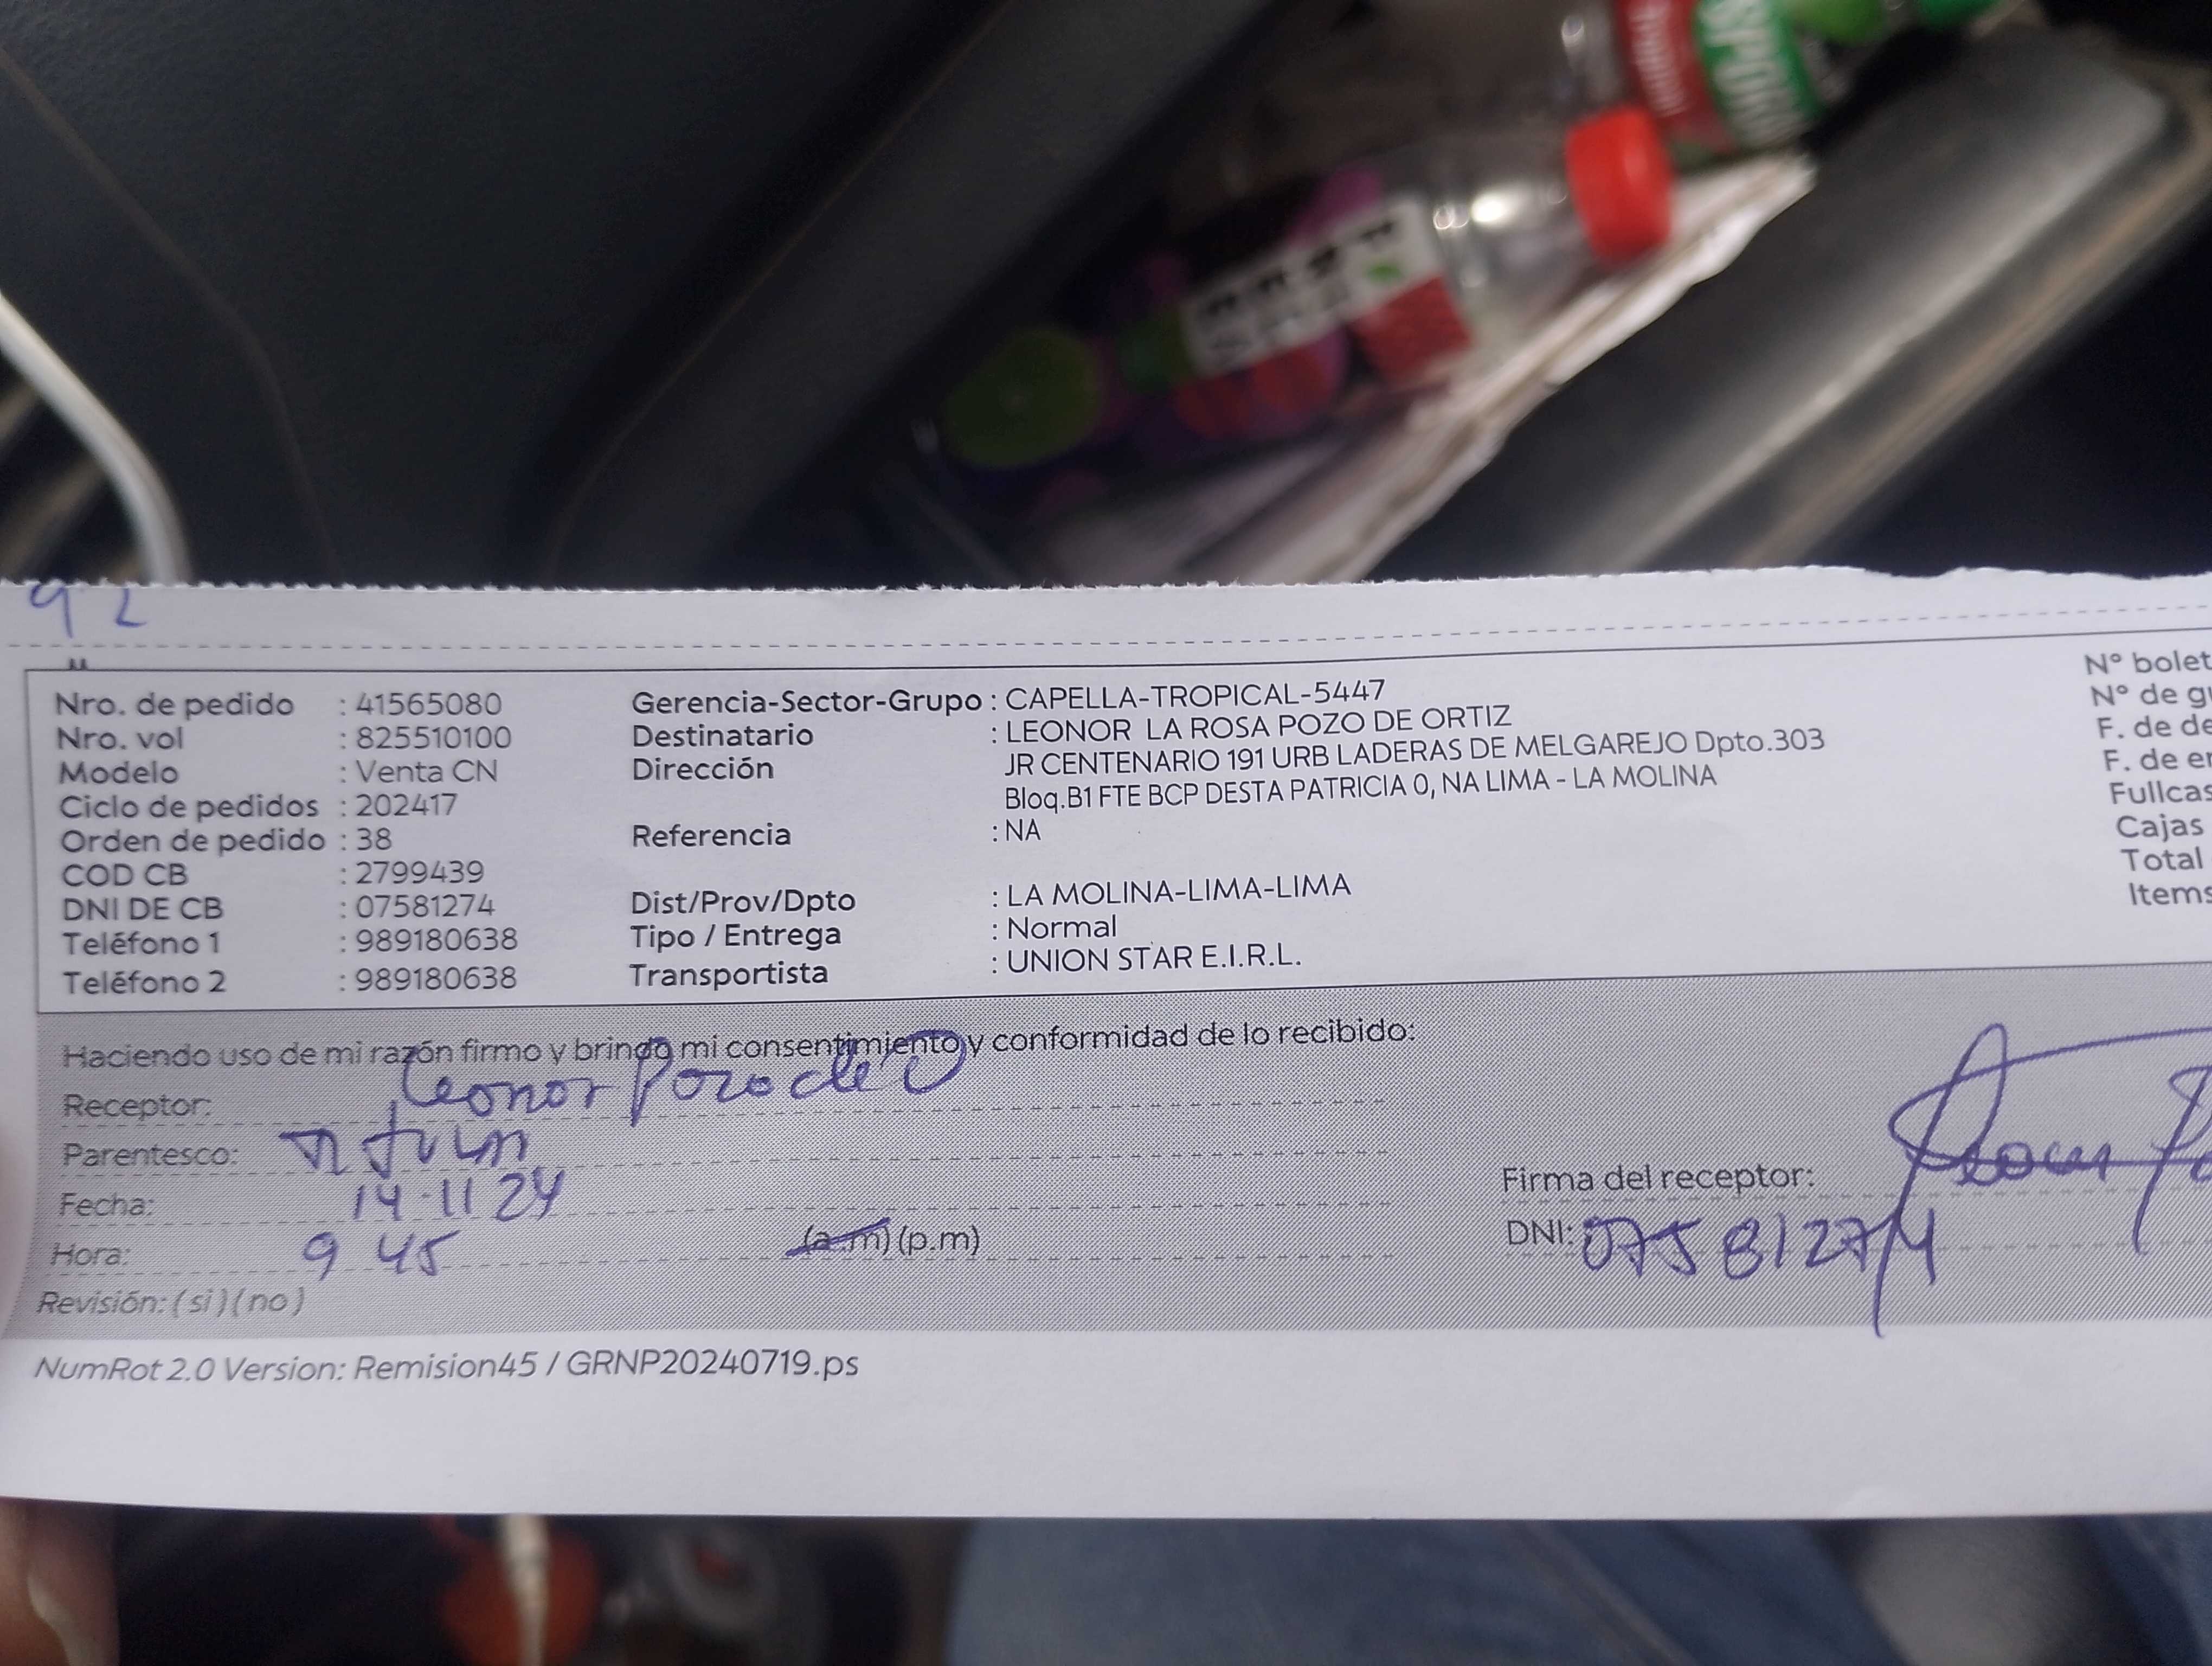 SPORA
92
Nro. de pedido : 41565080
Nro. vol : 825510100
Modelo : Venta CN
Ciclo de pedidos : 202417
Orden de pedido : 38
COD CB : 2799439
DNI DE CB : 07581274
Teléfono 1 : 989180638
Teléfono 2 : 989180638
Gerencia-Sector-Grupo : CAPELLA-TROPICAL-5447
Destinatario : LEONOR LA ROSA POZO DE ORTIZ
Dirección JR CENTENARIO 191 URB LADERAS DE MELGAREJO Dpto.303
Bloq.B1 FTE BCP DESTA PATRICIA 0, NA LIMA - LA MOLINA
Referencia : NA
Dist/Prov/Dpto : LA MOLINA-LIMA-LIMA
Tipo / Entrega : Normal
Transportista : UNION STAR E.I.R.L.
N° bolet
N° de gu
F. de de
F. de en
Fullcas
Cajas
Total
Items
Haciendo uso de mi razón firmo y brindo mi consentimiento y conformidad de lo recibido:
Receptor: Leonor Pozo de O
Parentesco:
Fecha: 14-11 24
Hora: 9 45 (a.m) (p.m)
Revisión: (si) (no)
Firma del receptor:
DNI: 07581274
NumRot 2.0 Version: Remision45 / GRNP20240719.ps